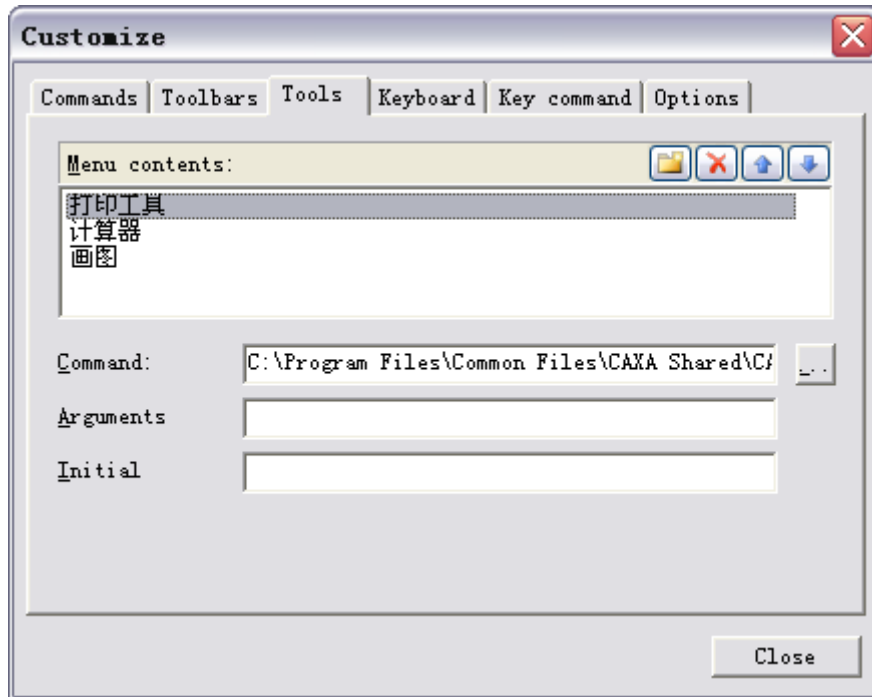 Customize
Commands Toolbars Tools Keyboard Key command Options
Menu contents:
打印工具
计算器
画图
Command: C:\Program Files\Common Files\CAXA Shared\CA ...
Arguments
Initial
Close